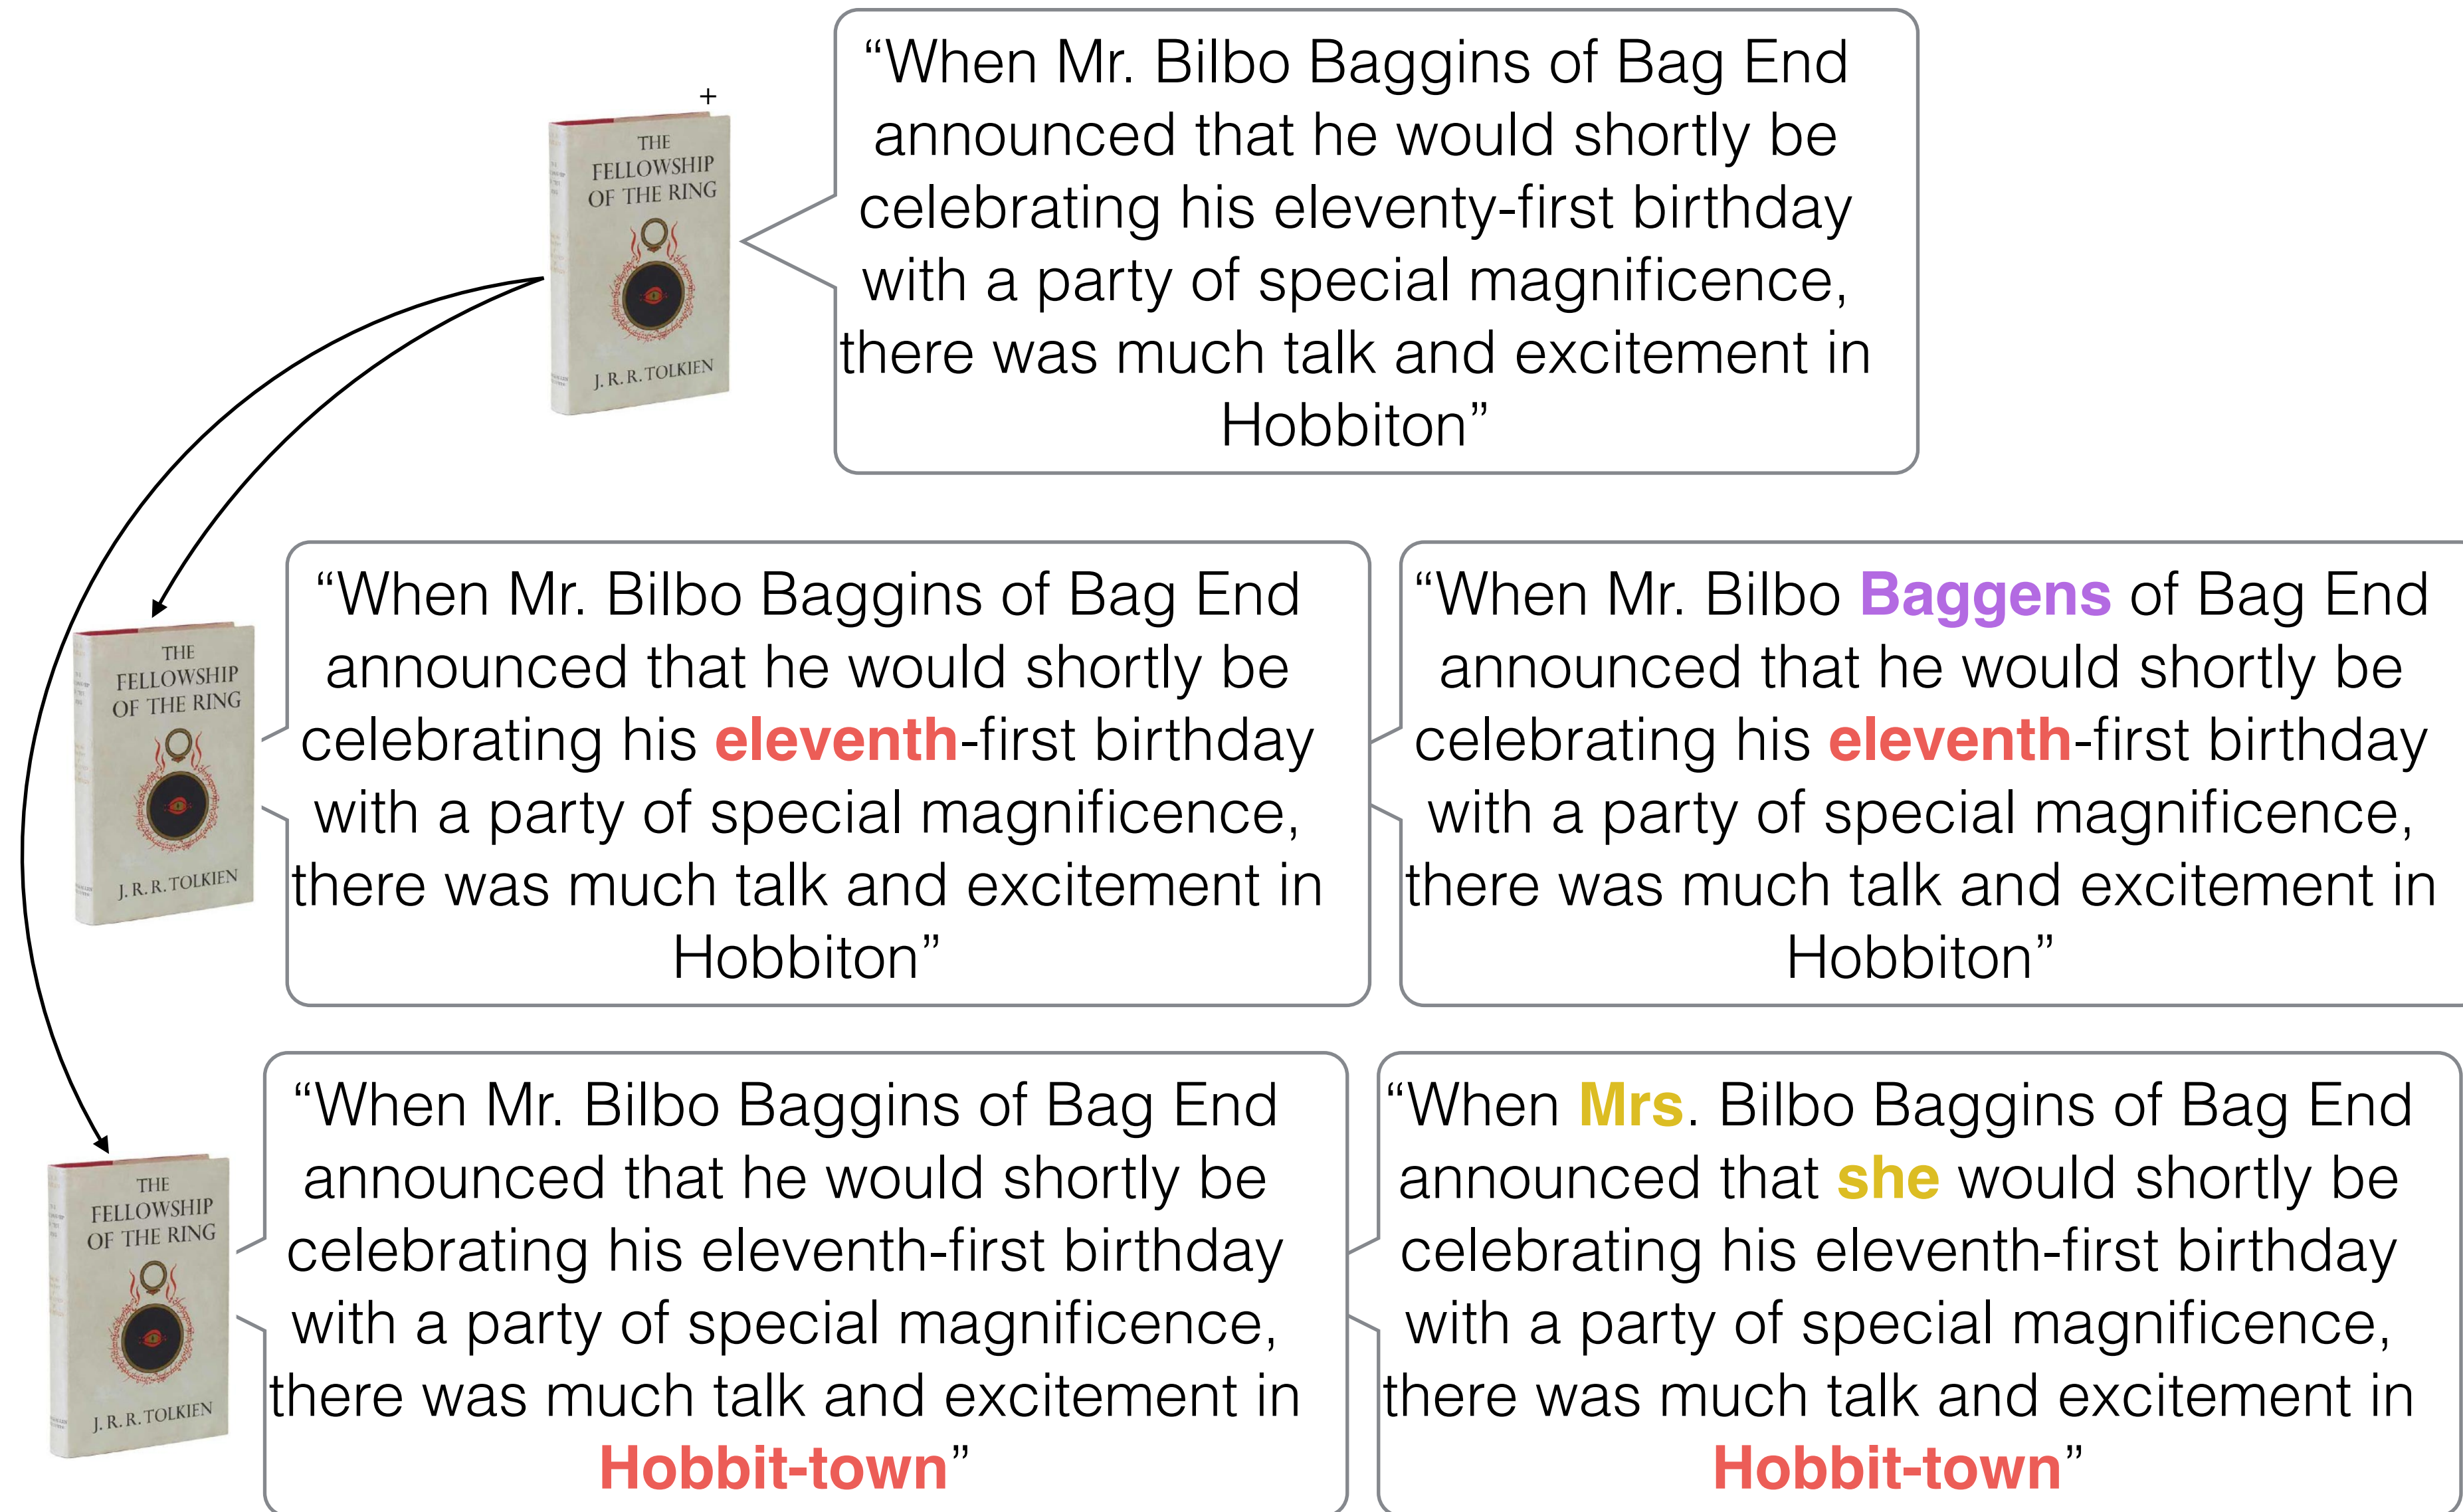 +
THE
FELLOWSHIP
OF THE RING
J. R. R. TOLKIEN
“When Mr. Bilbo Baggins of Bag End
announced that he would shortly be
celebrating his eleventy-first birthday
with a party of special magnificence,
there was much talk and excitement in
Hobbiton”
THE
FELLOWSHIP
OF THE RING
J. R. R. TOLKIEN
“When Mr. Bilbo Baggins of Bag End
announced that he would shortly be
celebrating his eleventh-first birthday
with a party of special magnificence,
there was much talk and excitement in
Hobbiton”
“When Mr. Bilbo Baggens of Bag End
announced that he would shortly be
celebrating his eleventh-first birthday
with a party of special magnificence,
there was much talk and excitement in
Hobbiton”
THE
FELLOWSHIP
OF THE RING
J. R. R. TOLKIEN
“When Mr. Bilbo Baggins of Bag End
announced that he would shortly be
celebrating his eleventh-first birthday
with a party of special magnificence,
there was much talk and excitement in
Hobbit-town”
“When Mrs. Bilbo Baggins of Bag End
announced that she would shortly be
celebrating his eleventh-first birthday
with a party of special magnificence,
there was much talk and excitement in
Hobbit-town”